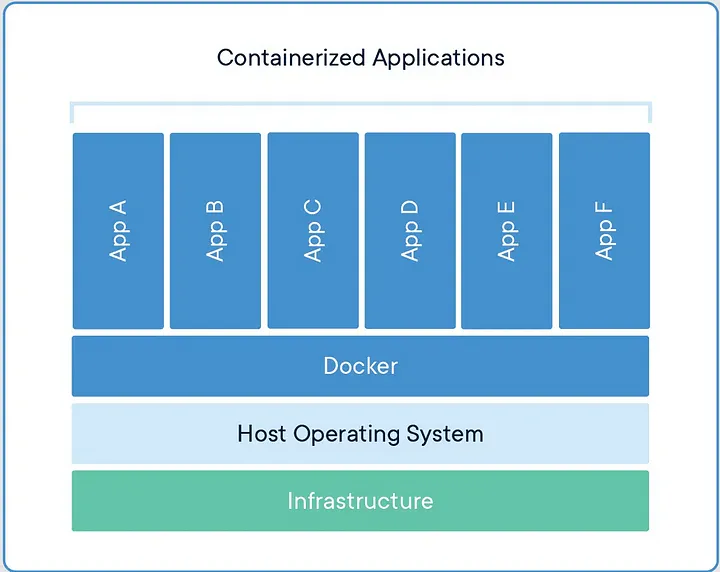 Containerized Applications
App A
App B
App C
App D
App E
App F
Docker
Host Operating System
Infrastructure